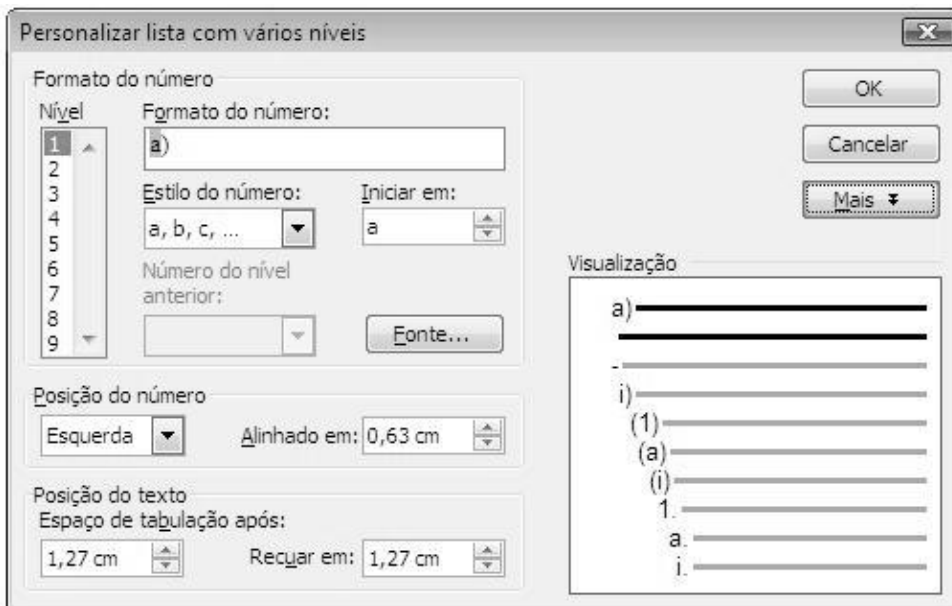 Personalizar lista com vários níveis
Formato do número
Nível
Formato do número:
1
2
3
4
5
6
7
8
9
a)
Estilo do número:
Iniciar em:
a, b, c, ...
a
Número do nível
anterior:
Fonte...
OK
Cancelar
Mais
Visualização
a)
-
i)
(1)
(a)
(i)
1.
a.
i.
Posição do número
Esquerda
Alinhado em: 0,63 cm
Posição do texto
Espaço de tabulação após:
1,27 cm
Recuar em: 1,27 cm